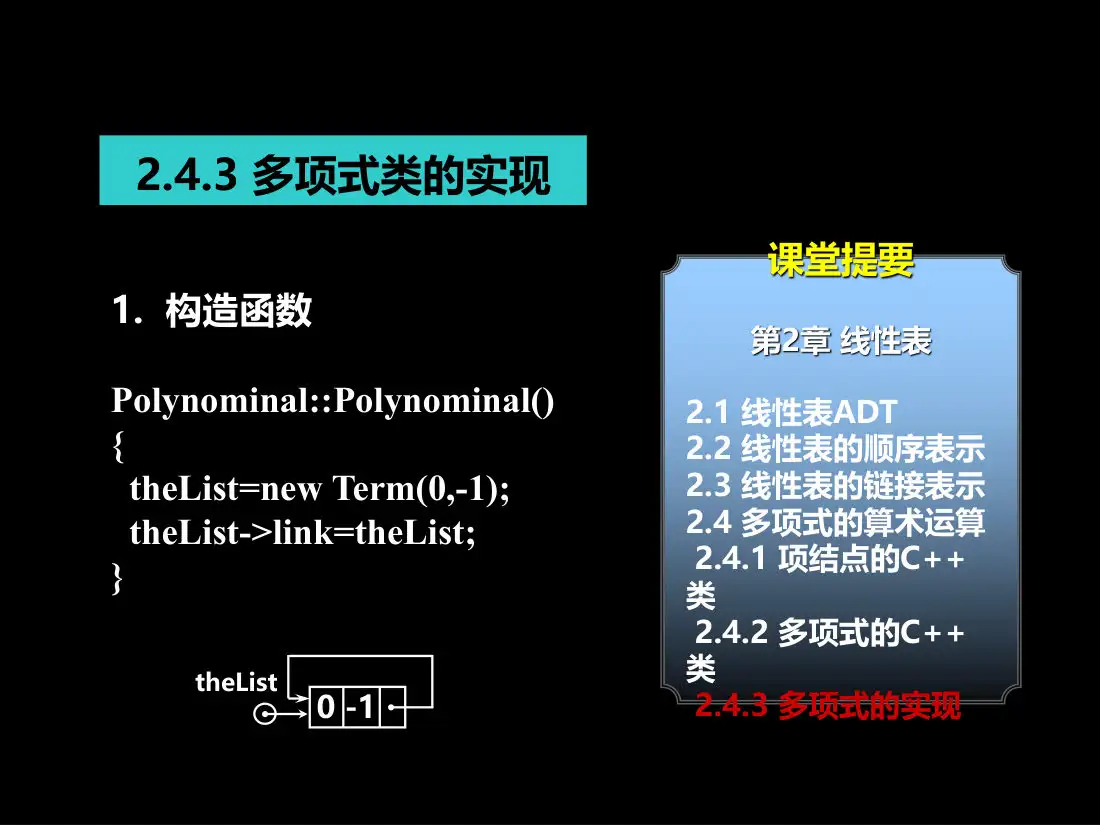 2.4.3 多项式类的实现
1. 构造函数
Polynominal::Polynominal()
{
theList=new Term(0,-1);
theList->link=theList;
}
theList
0 -1
课堂提要
第2章 线性表
2.1 线性表ADT
2.2 线性表的顺序表示
2.3 线性表的链接表示
2.4 多项式的算术运算
2.4.1 项结点的C++
类
2.4.2 多项式的C++
类
2.4.3 多项式的实现